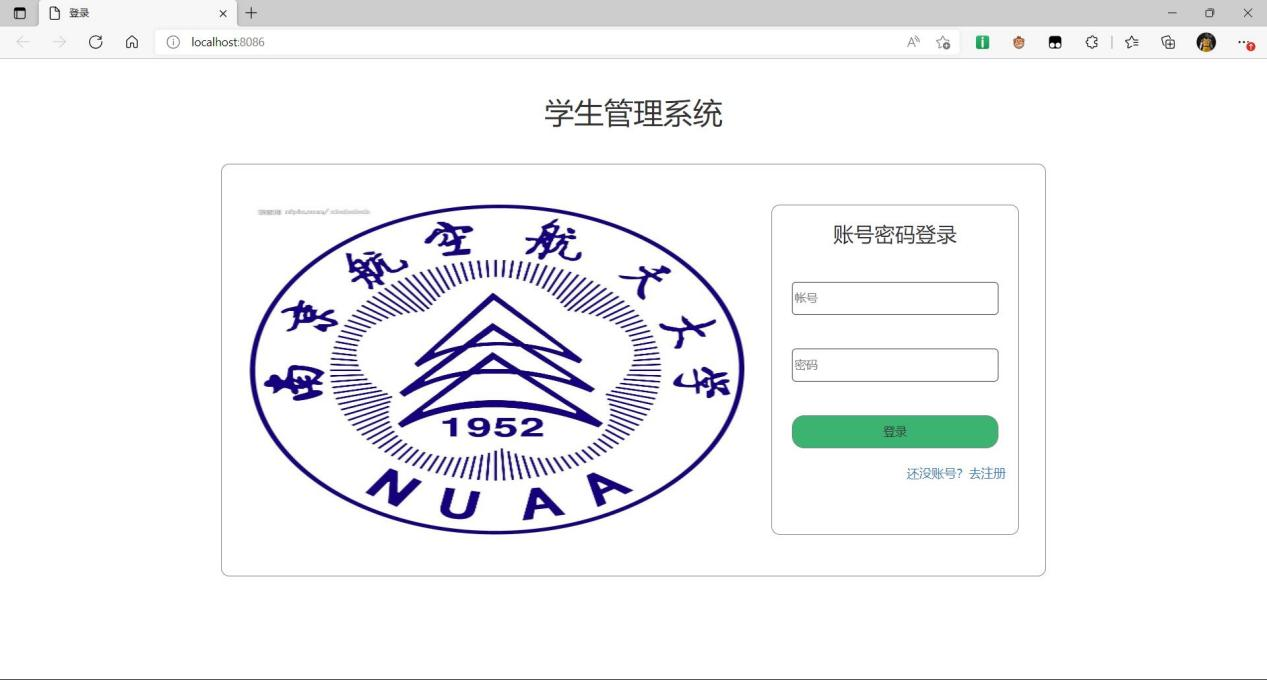 登录
localhost:8086
学生管理系统
南京航空航天大学
1952
NUAA
账号密码登录
帐号
密码
登录
还没账号？去注册